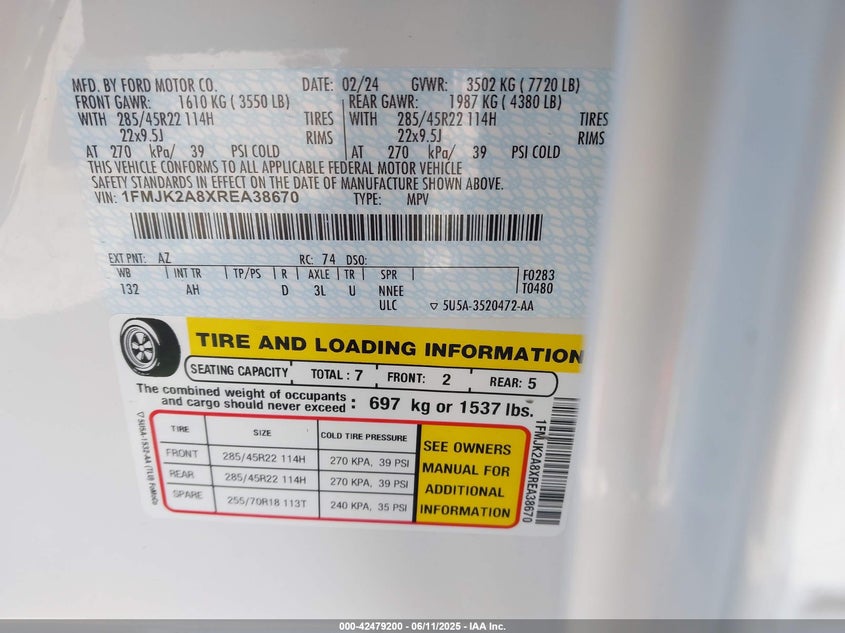 MFD. BY FORD MOTOR CO. DATE: 02/24 GVWR: 3502 KG ( 7720 LB)
FRONT GAWR: 1610 KG ( 3550 LB) REAR GAWR: 1987 KG ( 4380 LB)
WITH 285/45R22 114H TIRES WITH 285/45R22 114H TIRES
22x9.5J RIMS 22x9.5J RIMS
AT 270 kPa/ 39 PSI COLD AT 270 kPa/ 39 PSI COLD
THIS VEHICLE CONFORMS TO ALL APPLICABLE FEDERAL MOTOR VEHICLE
SAFETY STANDARDS IN EFFECT ON THE DATE OF MANUFACTURE SHOWN ABOVE.
VIN: 1FMJK2A8XREA38670 TYPE: MPV
EXT PNT: AZ RC: 74 DSO:
WB INT TR TP/PS R AXLE TR SPR F0283
132 AH D 3L U NNEE T0480
ULC 5U5A-3520472-AA
TIRE AND LOADING INFORMATION
SEATING CAPACITY TOTAL : 7 FRONT: 2 REAR: 5
The combined weight of occupants
and cargo should never exceed : 697 kg or 1537 lbs.
TIRE SIZE COLD TIRE PRESSURE
FRONT 285/45R22 114H 270 KPA, 39 PSI
REAR 285/45R22 114H 270 KPA, 39 PSI
SPARE 255/70R18 113T 240 KPA, 35 PSI
SEE OWNERS
MANUAL FOR
ADDITIONAL
INFORMATION
5U5A-1532-AA (TLU) FoMoCo
1FMJK2A8XREA38670
000-42479200 - 06/11/2025 - IAA Inc.